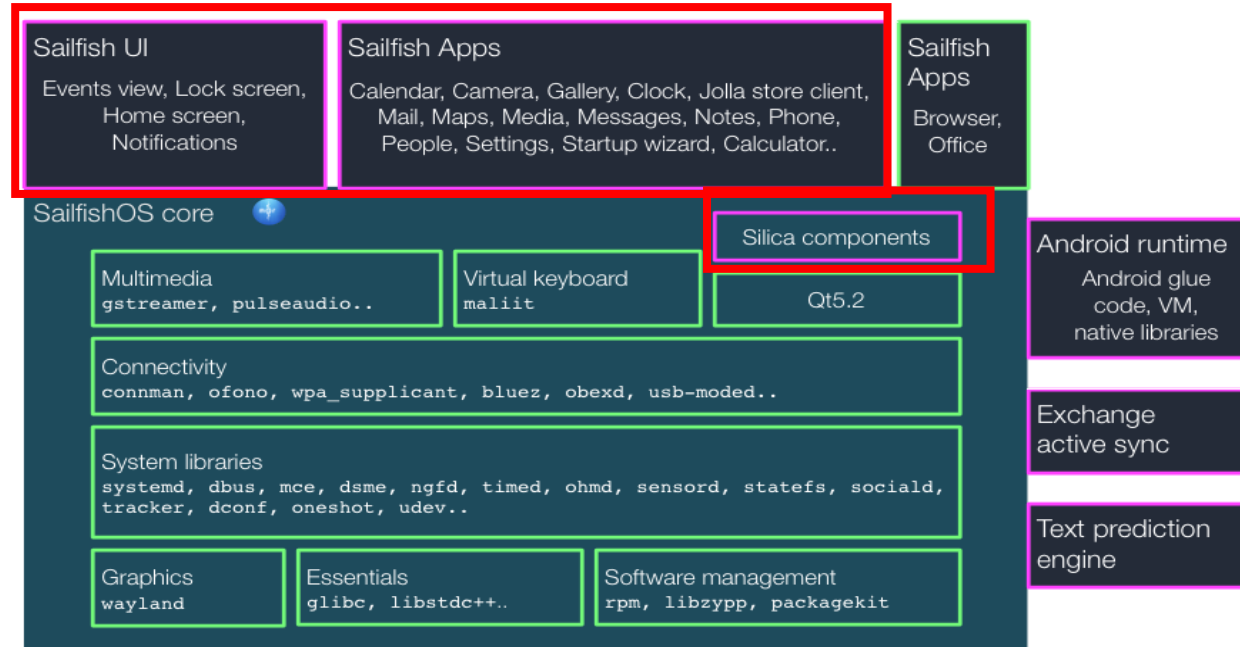 Sailfish UI
Events view, Lock screen,
Home screen,
Notifications
Sailfish Apps
Calendar, Camera, Gallery, Clock, Jolla store client,
Mail, Maps, Media, Messages, Notes, Phone,
People, Settings, Startup wizard, Calculator..
Sailfish
Apps
Browser,
Office
SailfishOS core
Silica components
Multimedia
gstreamer, pulseaudio..
Virtual keyboard
maliit
Qt5.2
Connectivity
connman, ofono, wpa_supplicant, bluez, obexd, usb-moded..
System libraries
systemd, dbus, mce, dsme, ngfd, timed, ohmd, sensord, statefs, sociald,
tracker, dconf, oneshot, udev..
Graphics
wayland
Essentials
glibc, libstdc++..
Software management
rpm, libzypp, packagekit
Android runtime
Android glue
code, VM,
native libraries
Exchange
active sync
Text prediction
engine